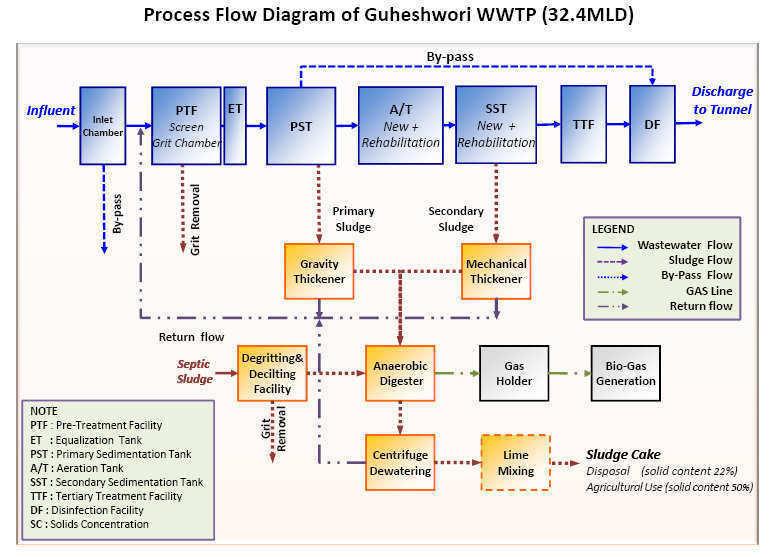 Process Flow Diagram of Guheshwori WWTP (32.4MLD)
By-pass
Influent
Inlet
Chamber
PTF
Screen
Grit Chamber
ET
PST
A/T
New +
Rehabilitation
SST
New +
Rehabilitation
TTF
DF
Discharge
to Tunnel
By-pass
Grit Removal
Primary
Sludge
Secondary
Sludge
Gravity
Thickener
Mechanical
Thickener
LEGEND
Wastewater Flow
Sludge Flow
By-Pass Flow
GAS Line
Return flow
Return flow
Septic
Sludge
Degritting&
Decilting
Facility
Anaerobic
Digester
Gas
Holder
Bio-Gas
Generation
Grit
Removal
Centrifuge
Dewatering
Lime
Mixing
Sludge Cake
Disposal (solid content 22%)
Agricultural Use (solid content 50%)
NOTE
PTF : Pre-Treatment Facility
ET : Equalization Tank
PST : Primary Sedimentation Tank
A/T : Aeration Tank
SST : Secondary Sedimentation Tank
TTF : Tertiary Treatment Facility
DF : Disinfection Facility
SC : Solids Concentration